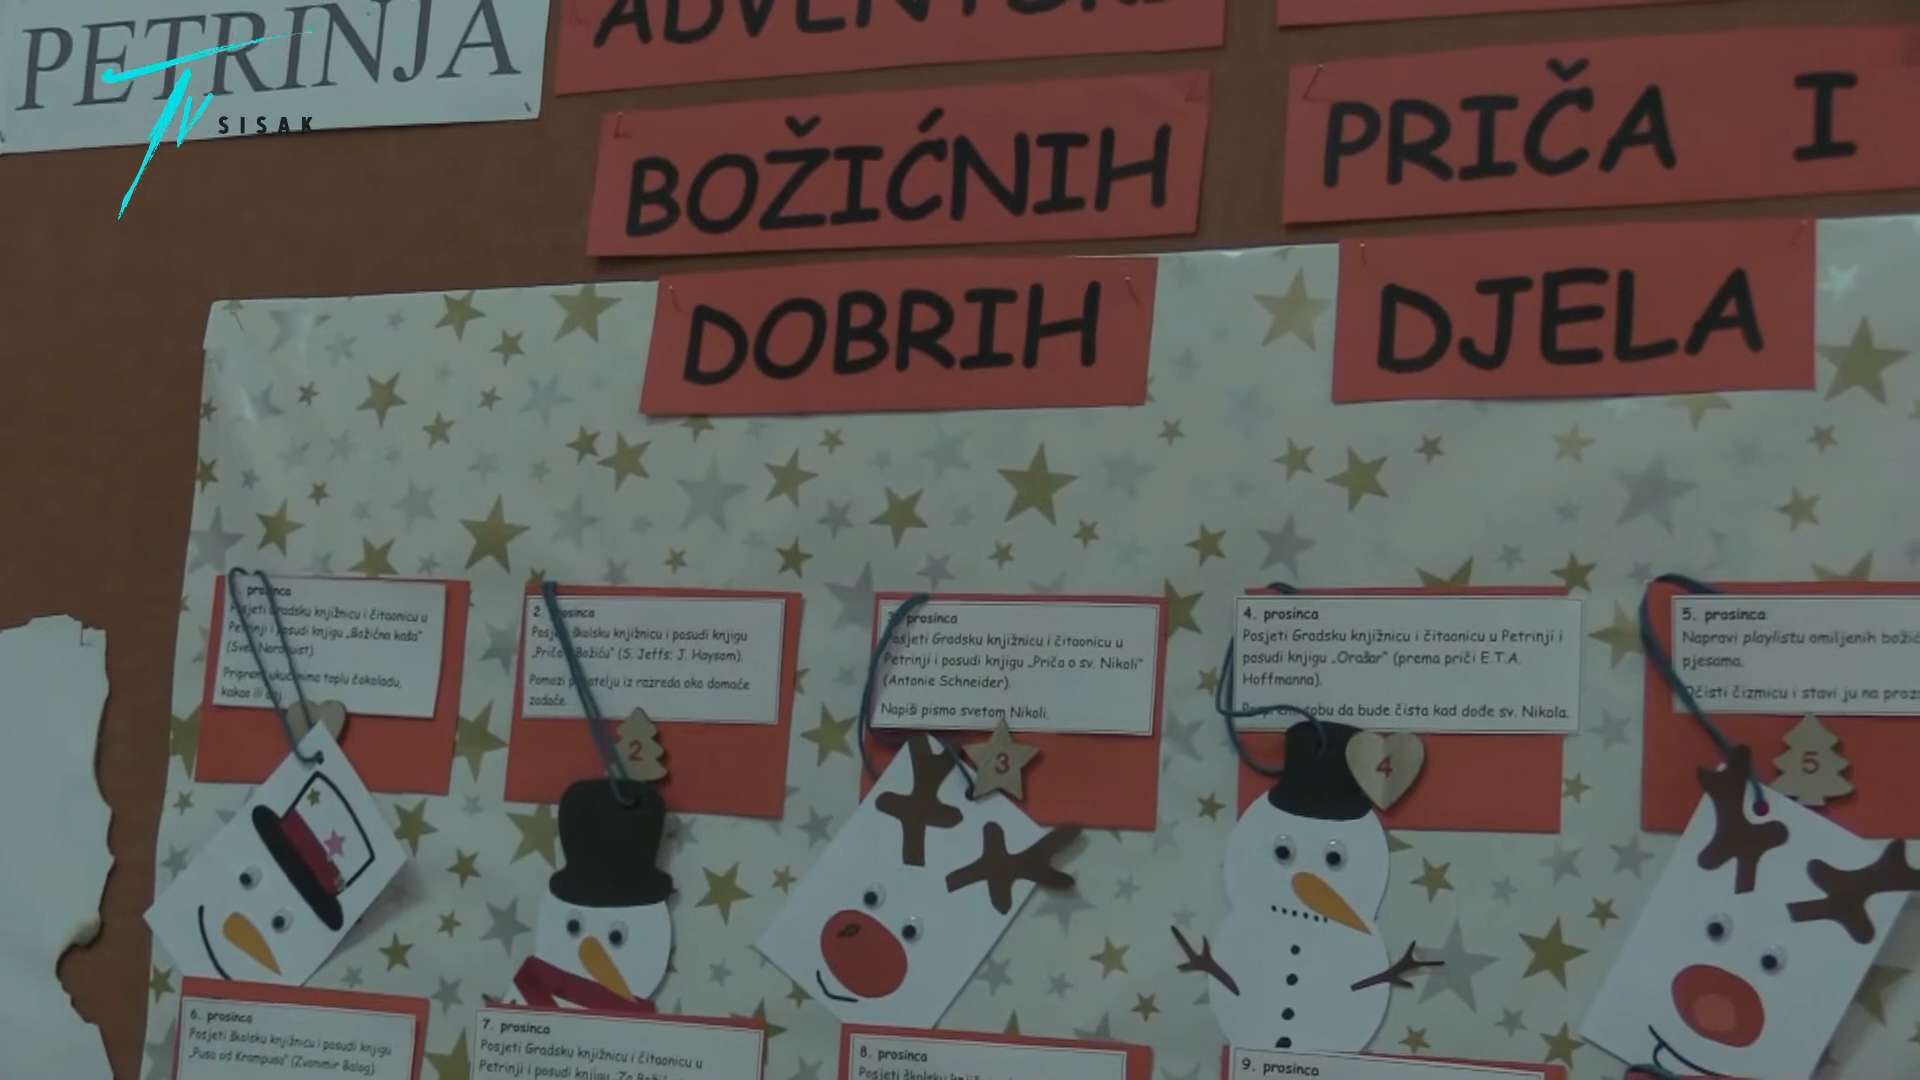 PETRINJA
TV SISAK
BOŽIĆNIH PRIČA I
DOBRIH DJELA
prosinca
Posjeti Gradsku knjižnicu i čitaonicu u
Petrinji i posudi knjigu „Božićna kaša“
(Sven Nordquist).
toplu čokoladu,
kakao ili čaj
2. prosinca
Posjeti školsku knjižnicu i posudi knjigu
„Priča o Božiću“ (S. Jeffs; J. Haysom).
Pomozi prijatelju iz razreda oko domaće
zadaće.
3. prosinca
Posjeti Gradsku knjižnicu i čitaonicu u
Petrinji i posudi knjigu „Priča o sv. Nikoli“
(Antonie Schneider).
Napiši pismo svetom Nikoli.
4. prosinca
Posjeti Gradsku knjižnicu i čitaonicu u Petrinji i
posudi knjigu „Orašar“ (prema priči E.T.A.
Hoffmanna).
Pospremi sobu da bude čista kad dođe sv. Nikola.
5. prosinca
Napravi playlistu omiljenih
pjesama.
Očisti čizmicu i stavi ju na
2
3
4
5
6. prosinca
Posjeti školsku knjižnicu i posudi knjigu
„Pusa od Krampusa“ (Zvonimir Balog).
7. prosinca
Posjeti Gradsku knjižnicu i čitaonicu u
Petrinji i posudi knjigu
8. prosinca
Posjeti školsku
9. prosinca